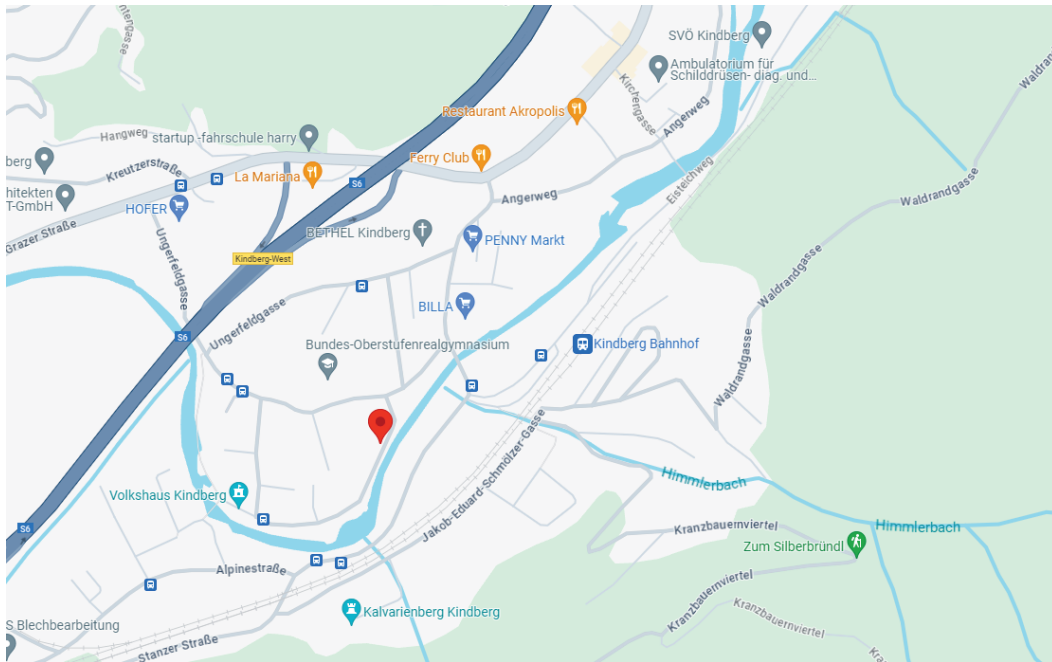 SVÖ Kindberg
Ambulatorium für
Schilddrüsen- diag. und...
Waldrandgasse
Kirchengasse
Restaurant Akropolis
Angerweg
Hangweg
startup -fahrschule harry
Ferry Club
Eisteichweg
berg
Kreutzerstraße
La Mariana
S6
hitekten
T-GmbH
HOFER
Angerweg
Waldrandgasse
Grazer Straße
BETHEL Kindberg
PENNY Markt
Ungerfeldgasse
Kindberg-West
Waldrandgasse
BILLA
Ungerfeldgasse
S6
Bundes-Oberstufenrealgymnasium
Kindberg Bahnhof
Waldrandgasse
Jakob-Eduard-Schmölzer-Gasse
Himmlerbach
Volkshaus Kindberg
S6
Kranzbauernviertel
Himmlerbach
Zum Silberbründl
Alpinestraße
Kranzbauernviertel
Kalvarienberg Kindberg
Kranzbauernviertel
S Blechbearbeitung
Stanzer Straße